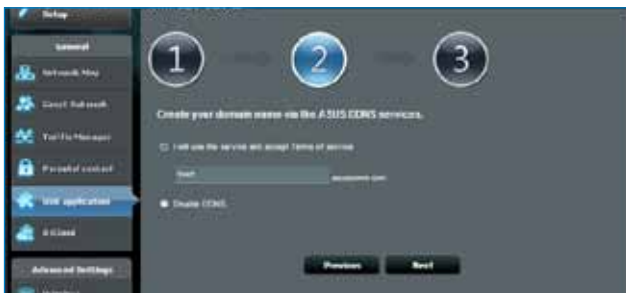 Setup
General
1
2
3
Network Map
Create your domain name via the ASUS DDNS services.
Guest Network
Traffic Manager
I will use the service and accept Terms of service
Parental control
.asuscomm.com
USB application
Disable DDNS.
AiCloud
Previous
Next
Advanced Settings